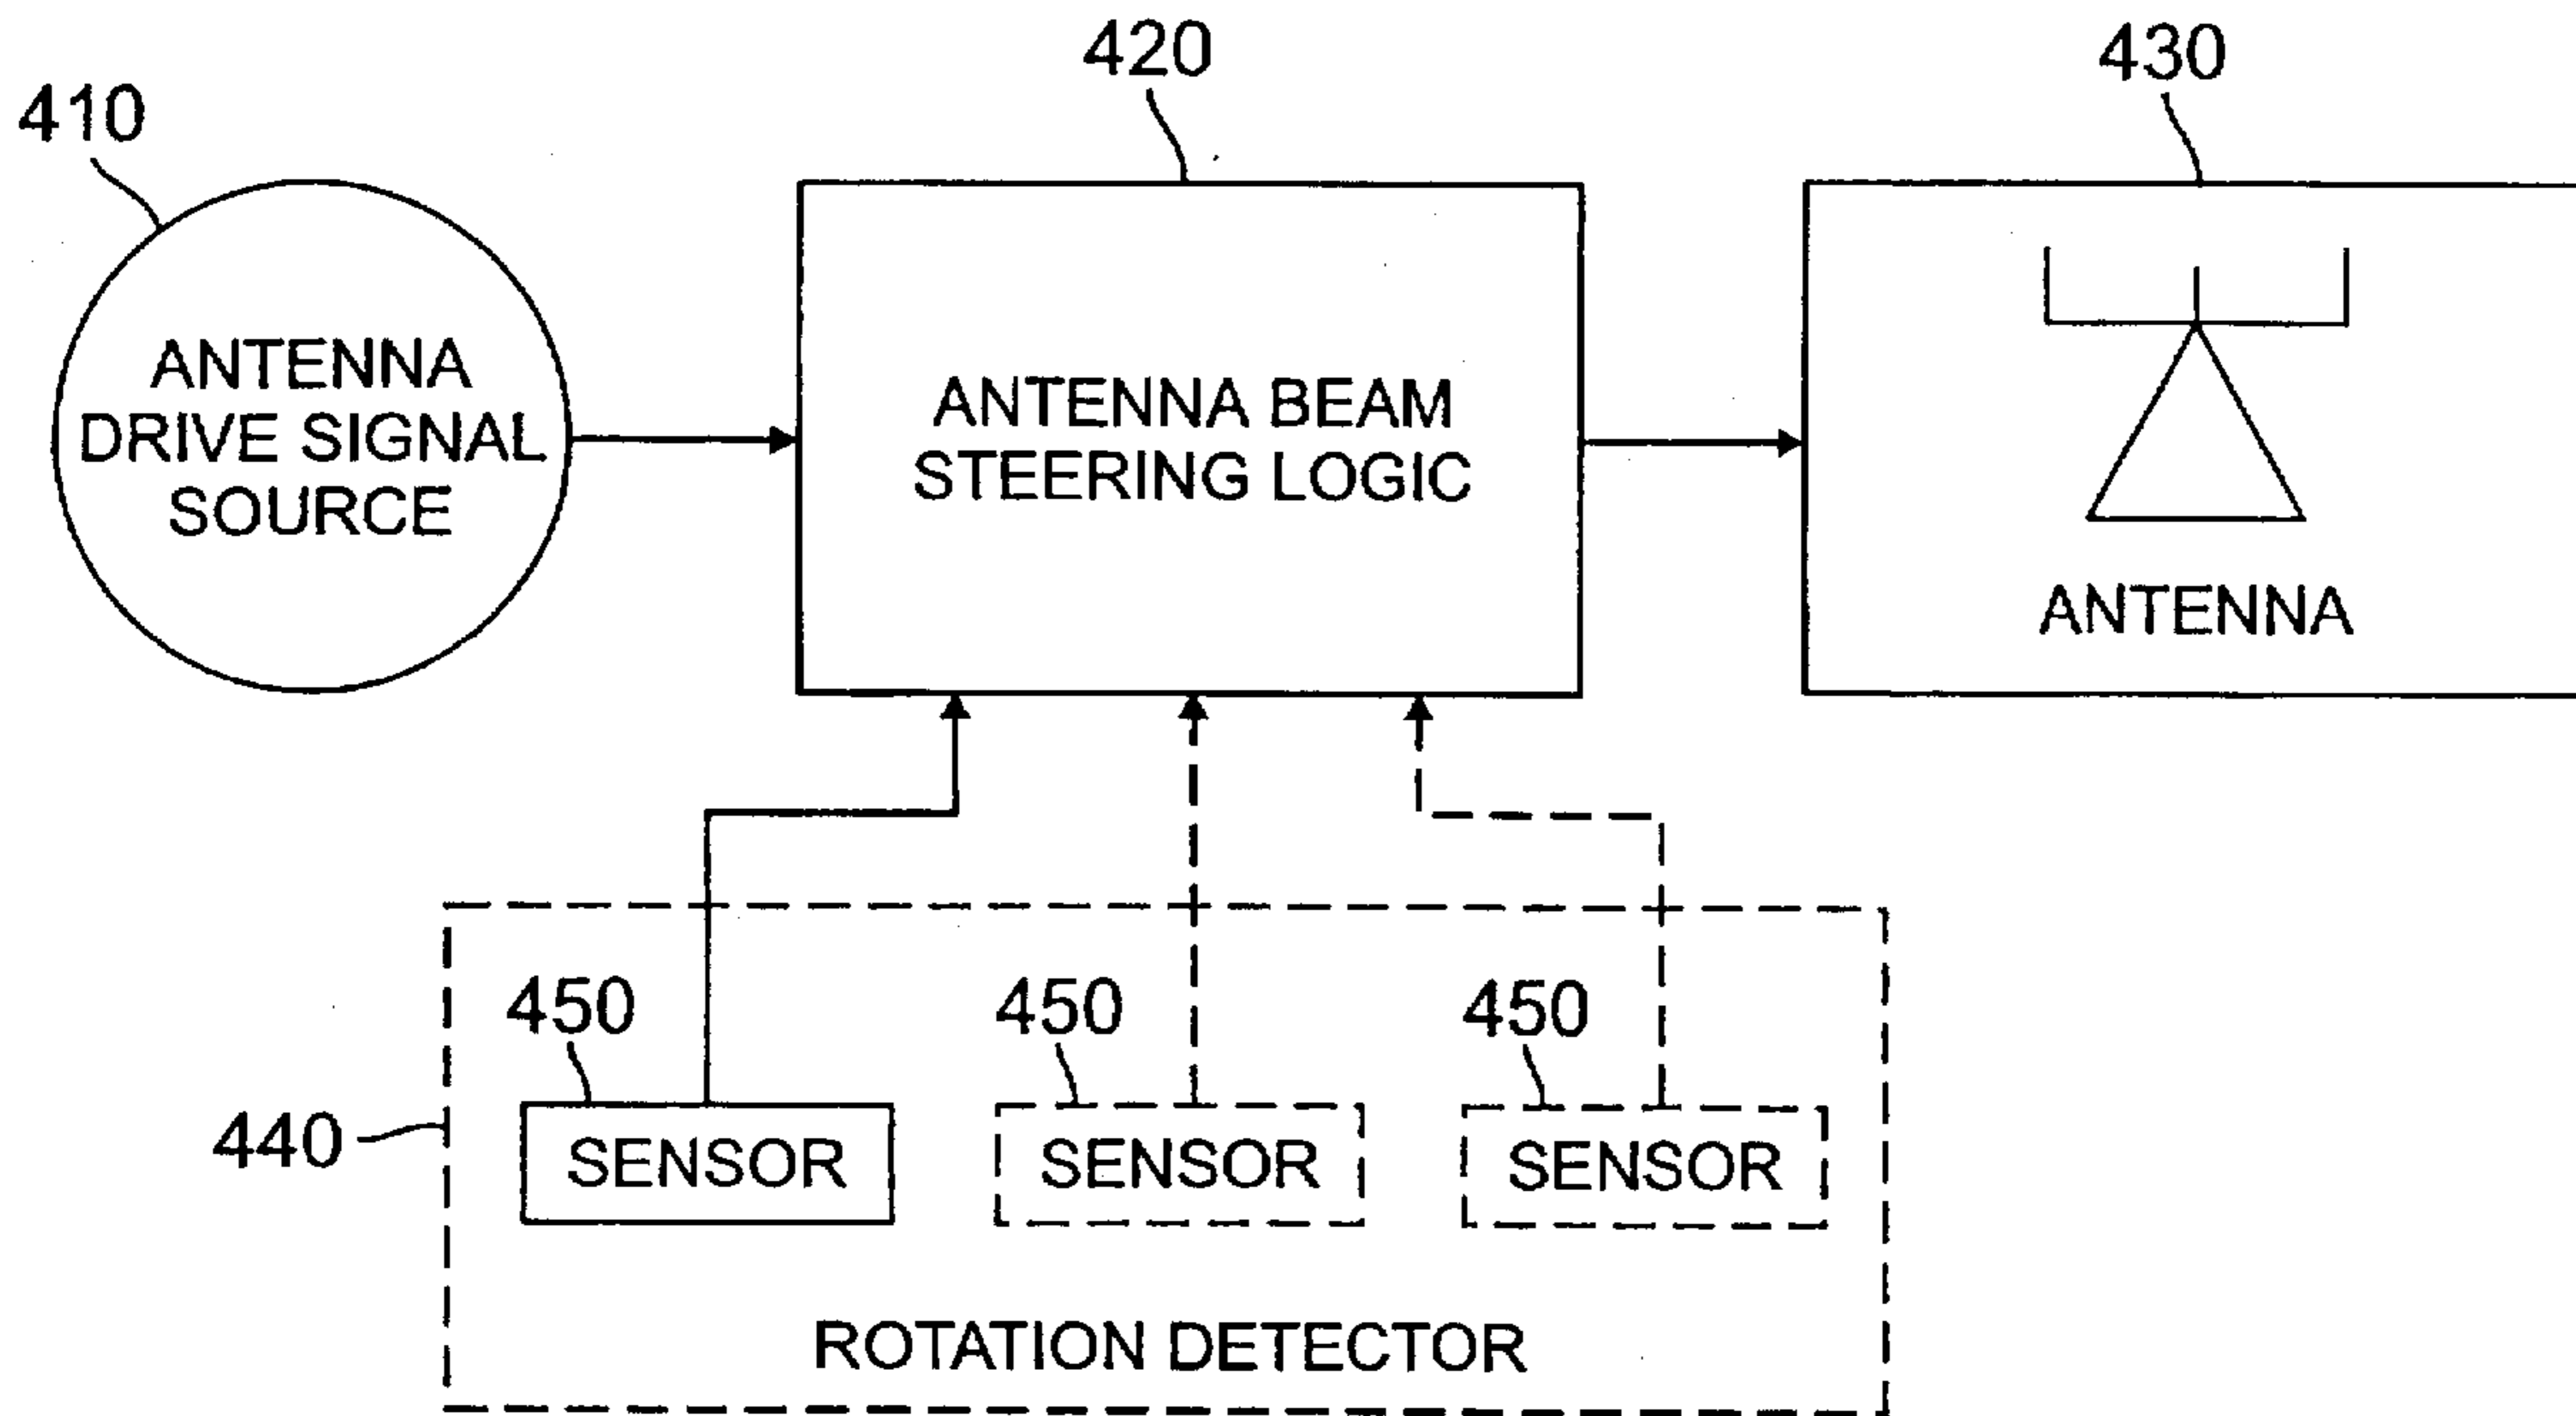 420
430
410
ANTENNA
DRIVE SIGNAL
SOURCE
ANTENNA BEAM
STEERING LOGIC
ANTENNA
450
450
450
440
SENSOR
SENSOR
SENSOR
ROTATION DETECTOR